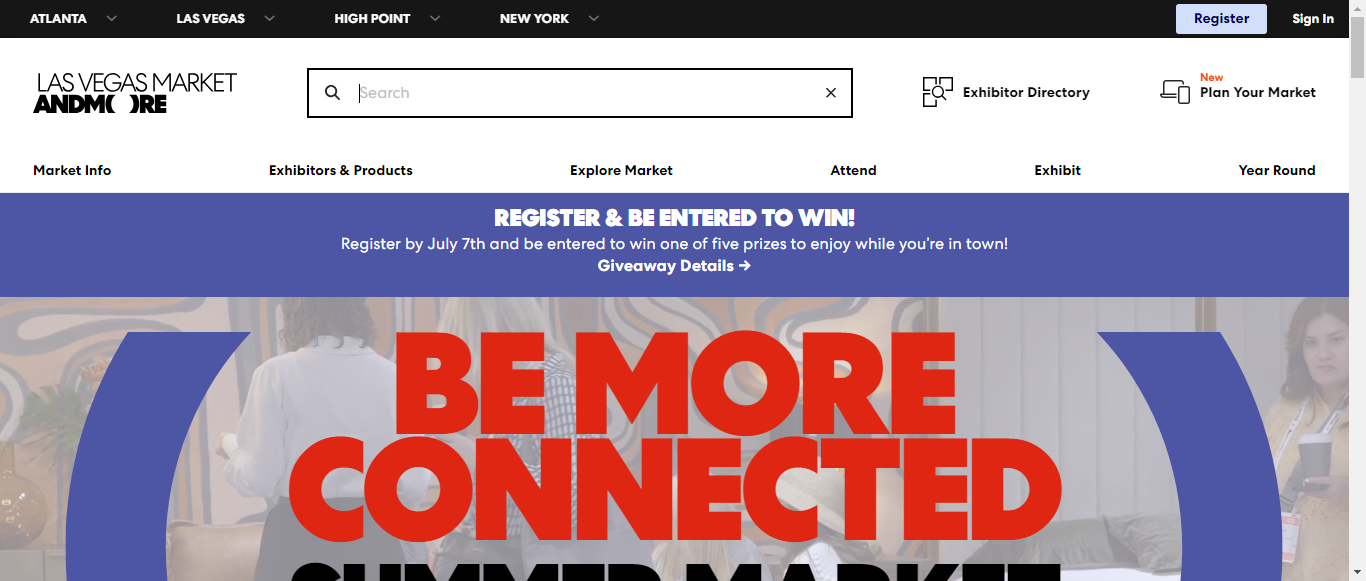 ATLANTA LAS VEGAS HIGH POINT NEW YORK Register Sign In
LAS VEGAS MARKET
ANDMORE
Search
Exhibitor Directory
New
Plan Your Market
Market Info Exhibitors & Products Explore Market Attend Exhibit Year Round
REGISTER & BE ENTERED TO WIN!
Register by July 7th and be entered to win one of five prizes to enjoy while you're in town!
Giveaway Details →
BE MORE
CONNECTED
SUMMER MARKET